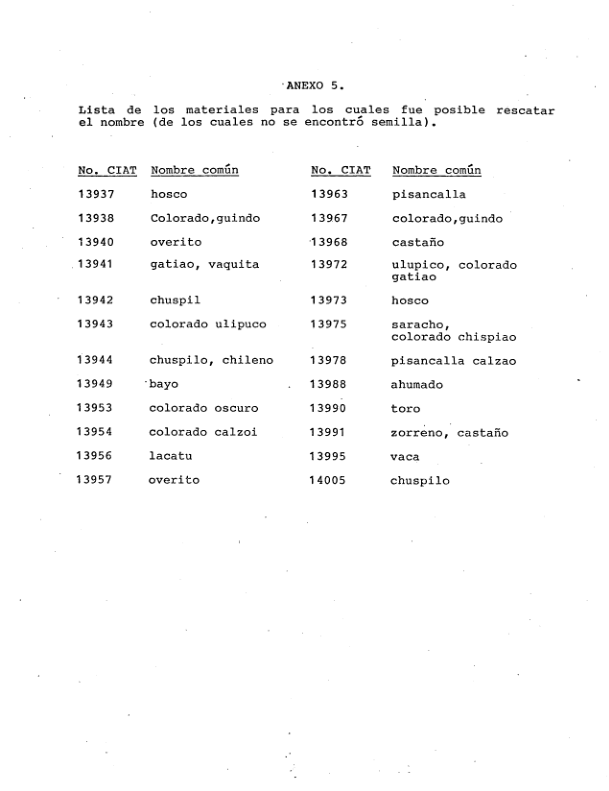 ANEXO 5.
Lista de los materiales para los cuales fue posible rescatar
el nombre (de los cuales no se encontró semilla).
No. CIAT Nombre común No. CIAT Nombre común
13937 hosco 13963 pisancalla
13938 Colorado,guindo 13967 colorado,guindo
13940 overito 13968 castaño
13941 gatiao, vaquita 13972 ulupico, colorado
gatiao
13942 chuspil 13973 hosco
13943 colorado ulipuco 13975 saracho,
colorado chispiao
13944 chuspilo, chileno 13978 pisancalla calzao
13949 bayo 13988 ahumado
13953 colorado oscuro 13990 toro
13954 colorado calzoi 13991 zorreno, castaño
13956 lacatu 13995 vaca
13957 overito 14005 chuspilo